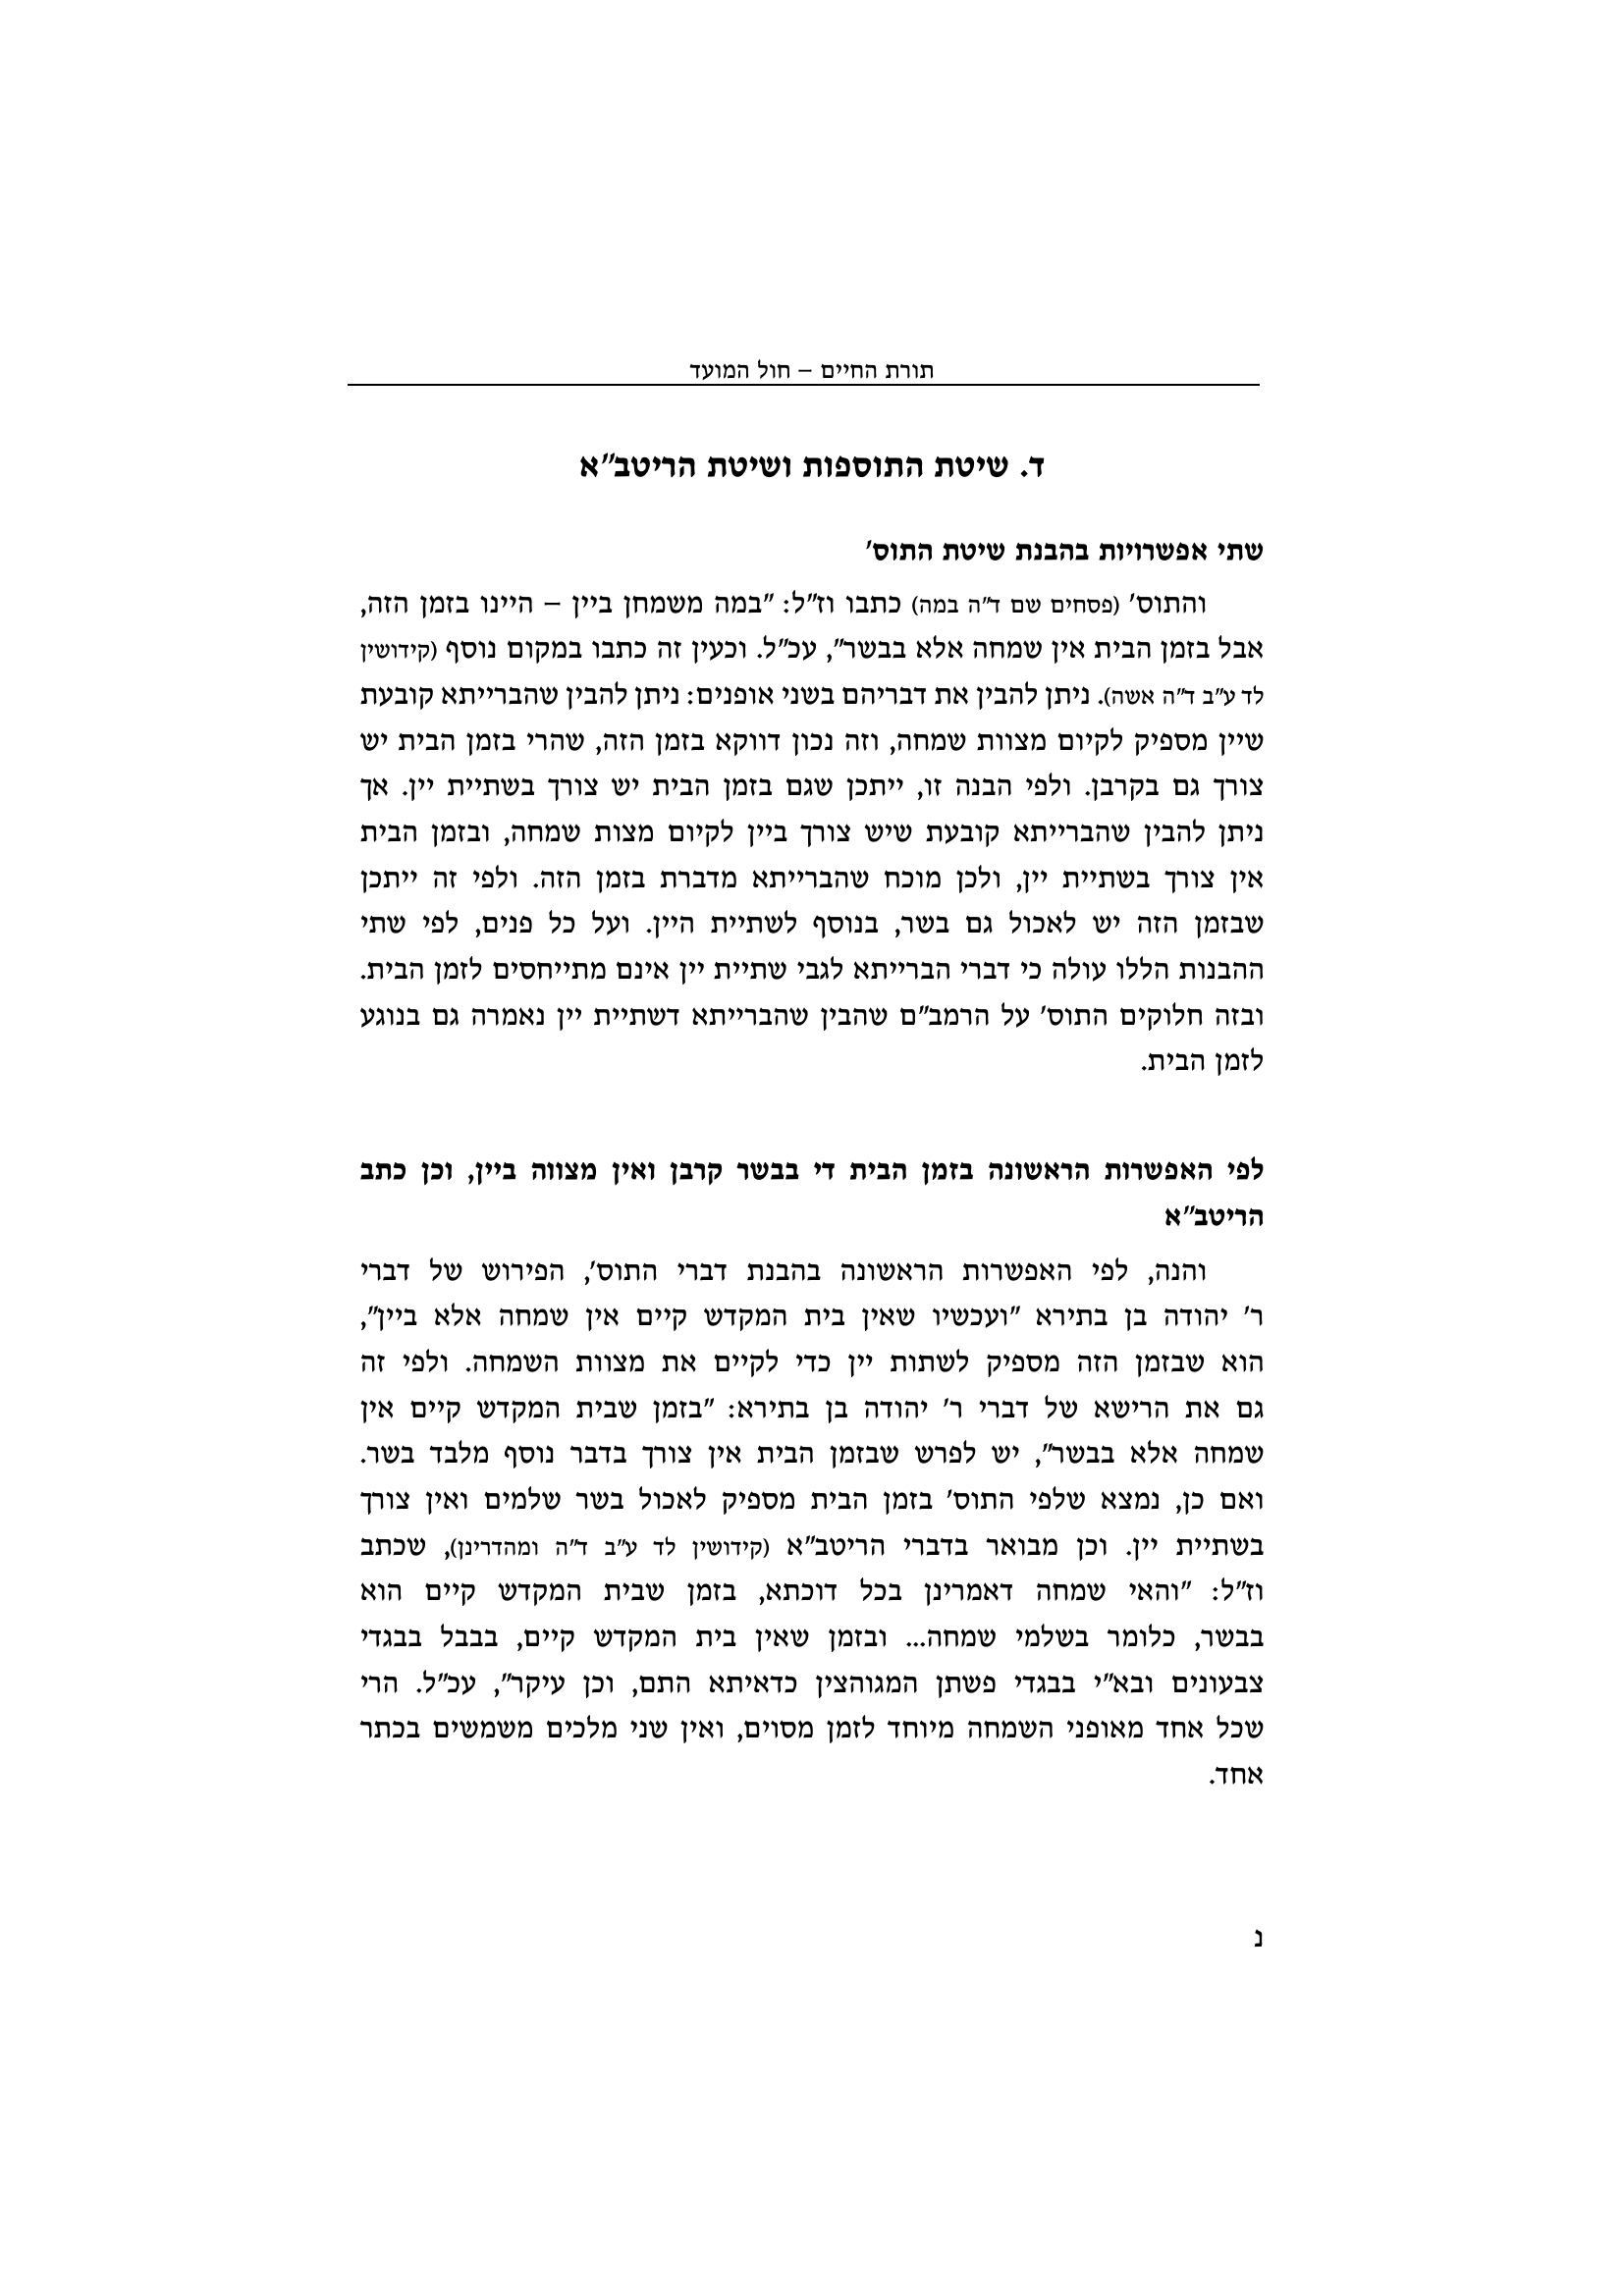 תורת החיים – חול המועד
ד. שיטת התוספות ושיטת הריטב"א
שתי אפשרויות בהבנת שיטת התוס'
והתוס' (פסחים שם ד"ה במה) כתבו וז"ל: "במה משמחן ביין – היינו בזמן הזה,
אבל בזמן הבית אין שמחה אלא בבשר", עכ"ל. וכעין זה כתבו במקום נוסף (קידושין
לד ע"ב ד"ה אשה). ניתן להבין את דבריהם בשני אופנים: ניתן להבין שהברייתא קובעת
שיין מספיק לקיום מצוות שמחה, וזה נכון דווקא בזמן הזה, שהרי בזמן הבית יש
צורך גם בקרבן. ולפי הבנה זו, ייתכן שגם בזמן הבית יש צורך בשתיית יין. אך
ניתן להבין שהברייתא קובעת שיש צורך ביין לקיום מצות שמחה, ובזמן הבית
אין צורך בשתיית יין, ולכן מוכח שהברייתא מדברת בזמן הזה. ולפי זה ייתכן
שבזמן הזה יש לאכול גם בשר, בנוסף לשתיית היין. ועל כל פנים, לפי שתי
ההבנות הללו עולה כי דברי הברייתא לגבי שתיית יין אינם מתייחסים לזמן הבית.
ובזה חלוקים התוס' על הרמב"ם שהבין שהברייתא דשתיית יין נאמרה גם בנוגע
לזמן הבית.
לפי האפשרות הראשונה בזמן הבית די בבשר קרבן ואין מצווה ביין, וכן כתב
הריטב"א
והנה, לפי האפשרות הראשונה בהבנת דברי התוס', הפירוש של דברי
ר' יהודה בן בתירא "ועכשיו שאין בית המקדש קיים אין שמחה אלא ביין",
הוא שבזמן הזה מספיק לשתות יין כדי לקיים את מצוות השמחה. ולפי זה
גם את הרישא של דברי ר' יהודה בן בתירא: "בזמן שבית המקדש קיים אין
שמחה אלא בבשר", יש לפרש שבזמן הבית אין צורך בדבר נוסף מלבד בשר.
ואם כן, נמצא שלפי התוס' בזמן הבית מספיק לאכול בשר שלמים ואין צורך
בשתיית יין. וכן מבואר בדברי הריטב"א (קידושין לד ע"ב ד"ה ומהדרינן), שכתב
וז"ל: "והאי שמחה דאמרינן בכל דוכתא, בזמן שבית המקדש קיים הוא
בבשר, כלומר בשלמי שמחה... ובזמן שאין בית המקדש קיים, בבבל בבגדי
צבעונים ובא"י בבגדי פשתן המגוהצין כדאיתא התם, וכן עיקר", עכ"ל. הרי
שכל אחד מאופני השמחה מיוחד לזמן מסוים, ואין שני מלכים משמשים בכתר
אחד.
נ